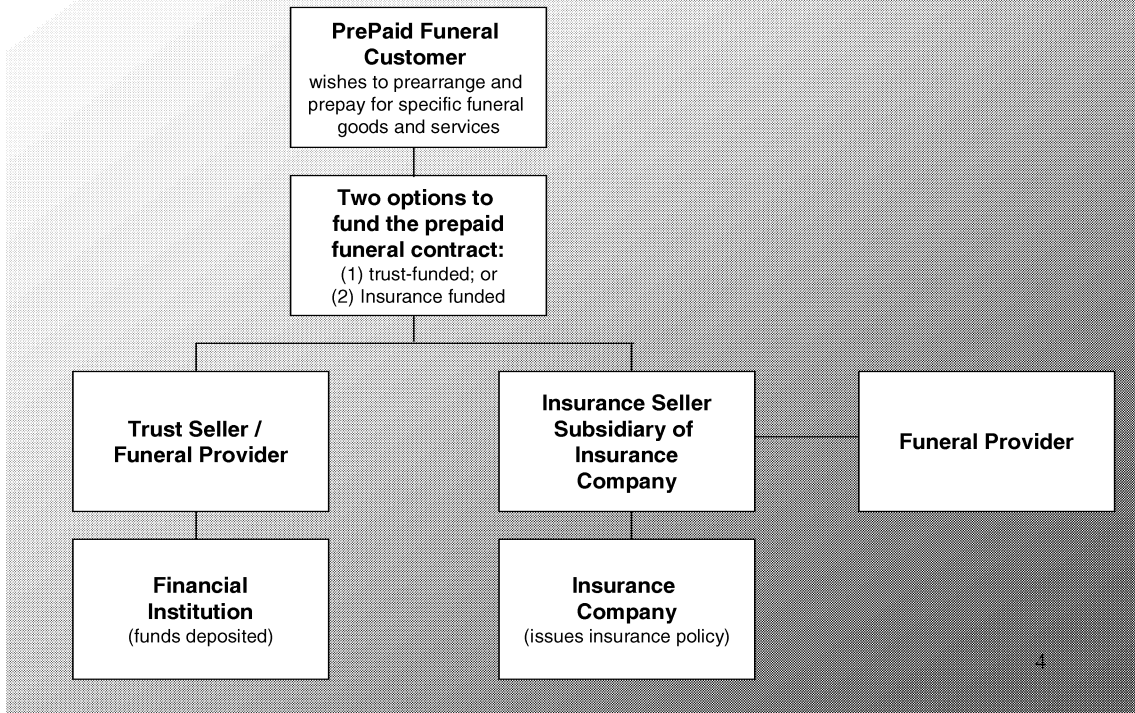 PrePaid Funeral
Customer
wishes to prearrange and
prepay for specific funeral
goods and services
Two options to
fund the prepaid
funeral contract:
(1) trust-funded; or
(2) Insurance funded
Trust Seller /
Funeral Provider
Insurance Seller
Subsidiary of
Insurance
Company
Funeral Provider
Financial
Institution
(funds deposited)
Insurance
Company
(issues insurance policy)
4